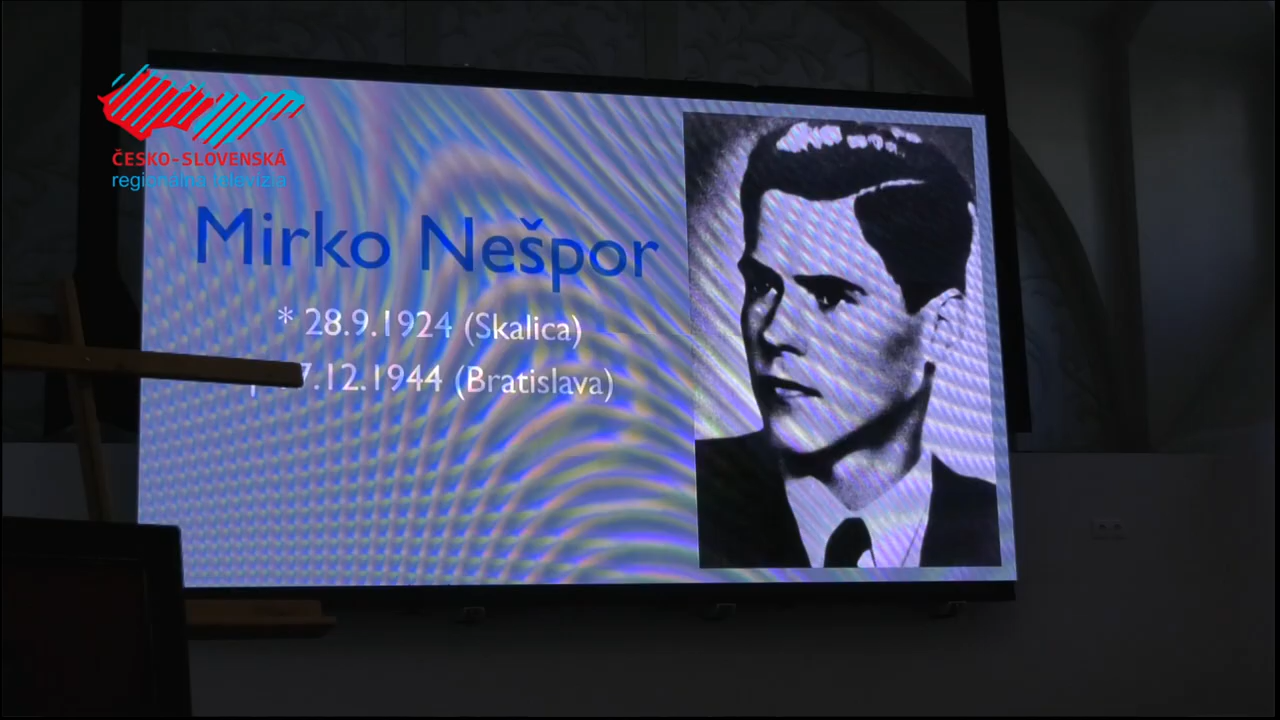 ČESKO-SLOVENSKÁ
regionálna televízia
Mirko Nešpor
* 28.9.1924 (Skalica)
7.12.1944 (Bratislava)